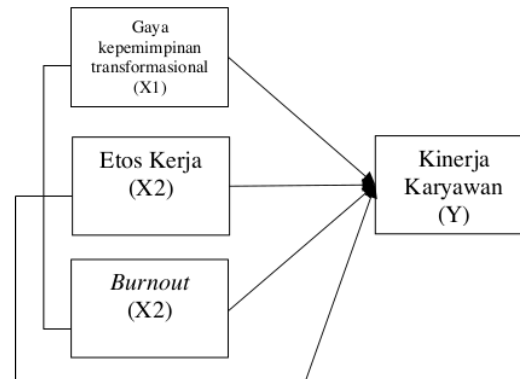 Gaya
kepemimpinan
transformasional
(X1)
Etos Kerja
(X2)
Kinerja
Karyawan
(Y)
Burnout
(X2)